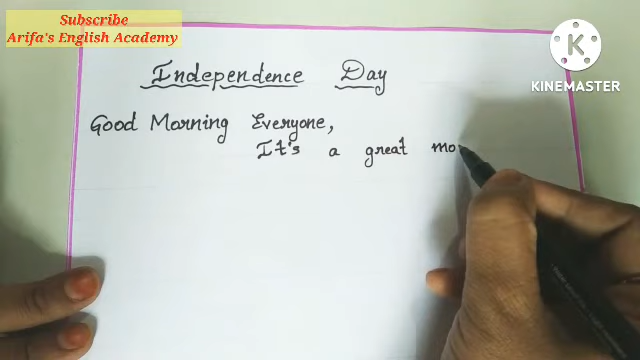 Subscribe
Arifa's English Academy
KINEMASTER
Independence Day
Good Morning Everyone,
It's a great mo